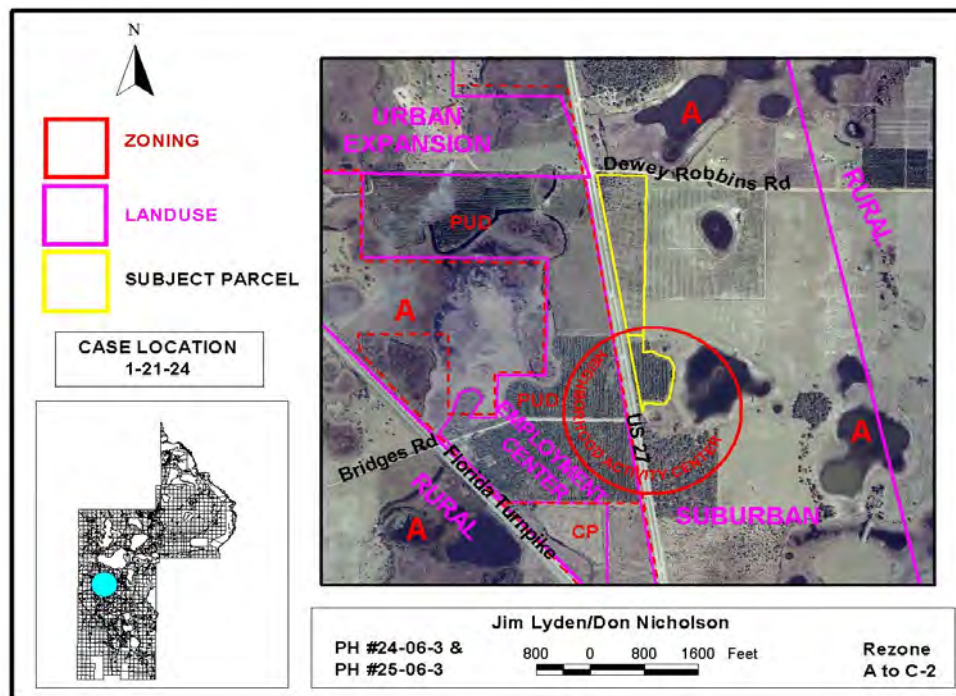 N
ZONING
LANDUSE
SUBJECT PARCEL
CASE LOCATION
1-21-24
URBAN
EXPANSION
A
Dewey Robbins Rd
RURAL
PUD
A
PUD
EMPLOYMENT
CENTER
US 27
ACTIVITY CENTER
Bridges Rd
Florida Turnpike
RURAL
A
CP
SUBURBAN
A
Jim Lyden/Don Nicholson
PH #24-06-3 &
PH #25-06-3
800 0 800 1600 Feet
Rezone
A to C-2